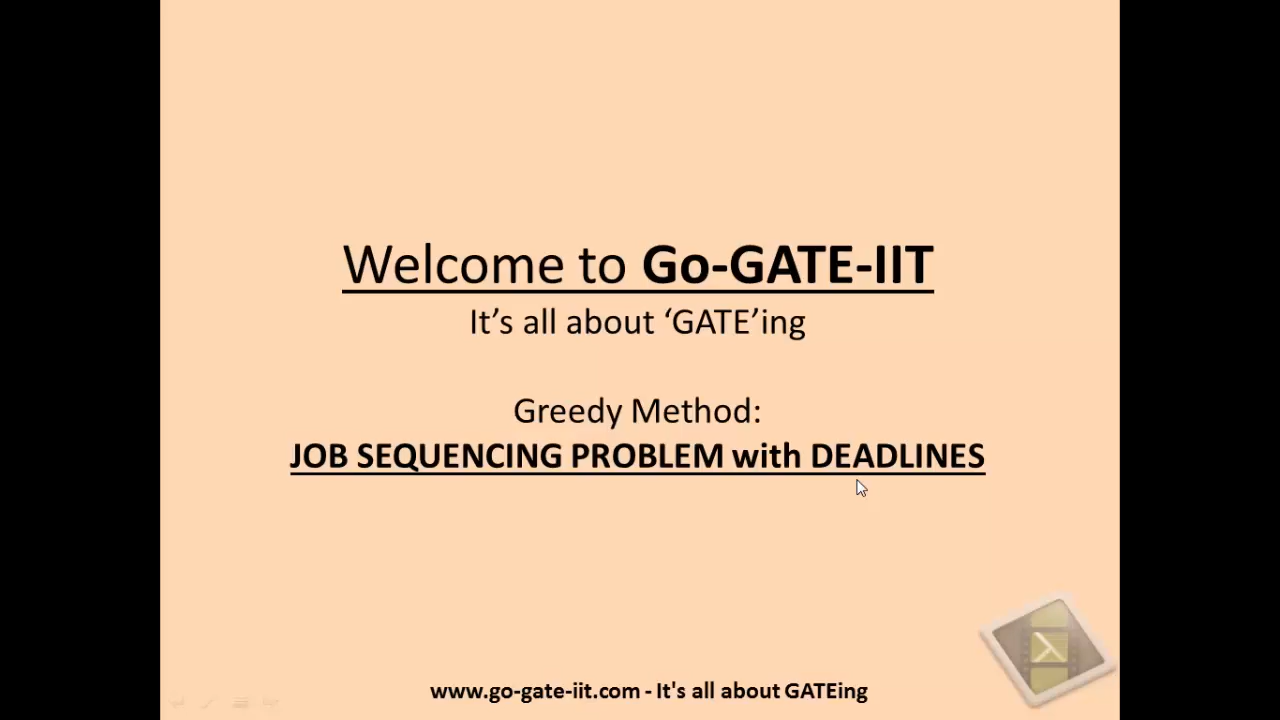 Welcome to Go-GATE-IIT
It’s all about ‘GATE’ing
Greedy Method:
JOB SEQUENCING PROBLEM with DEADLINES
www.go-gate-iit.com - It's all about GATEing